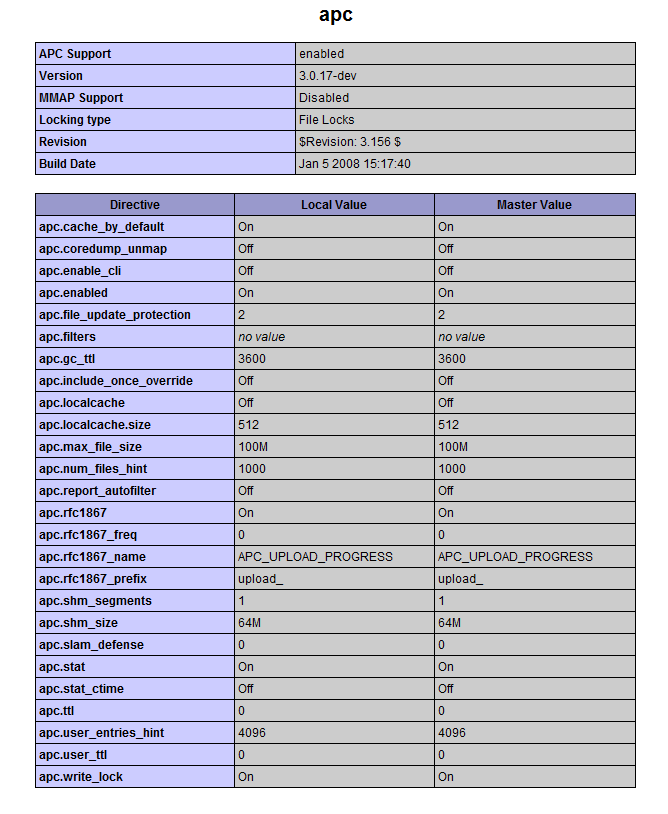 apc
APC Support enabled
Version 3.0.17-dev
MMAP Support Disabled
Locking type File Locks
Revision $Revision: 3.156 $
Build Date Jan 5 2008 15:17:40
Directive Local Value Master Value
apc.cache_by_default On On
apc.coredump_unmap Off Off
apc.enable_cli Off Off
apc.enabled On On
apc.file_update_protection 2 2
apc.filters no value no value
apc.gc_ttl 3600 3600
apc.include_once_override Off Off
apc.localcache Off Off
apc.localcache.size 512 512
apc.max_file_size 100M 100M
apc.num_files_hint 1000 1000
apc.report_autofilter Off Off
apc.rfc1867 On On
apc.rfc1867_freq 0 0
apc.rfc1867_name APC_UPLOAD_PROGRESS APC_UPLOAD_PROGRESS
apc.rfc1867_prefix upload_ upload_
apc.shm_segments 1 1
apc.shm_size 64M 64M
apc.slam_defense 0 0
apc.stat On On
apc.stat_ctime Off Off
apc.ttl 0 0
apc.user_entries_hint 4096 4096
apc.user_ttl 0 0
apc.write_lock On On